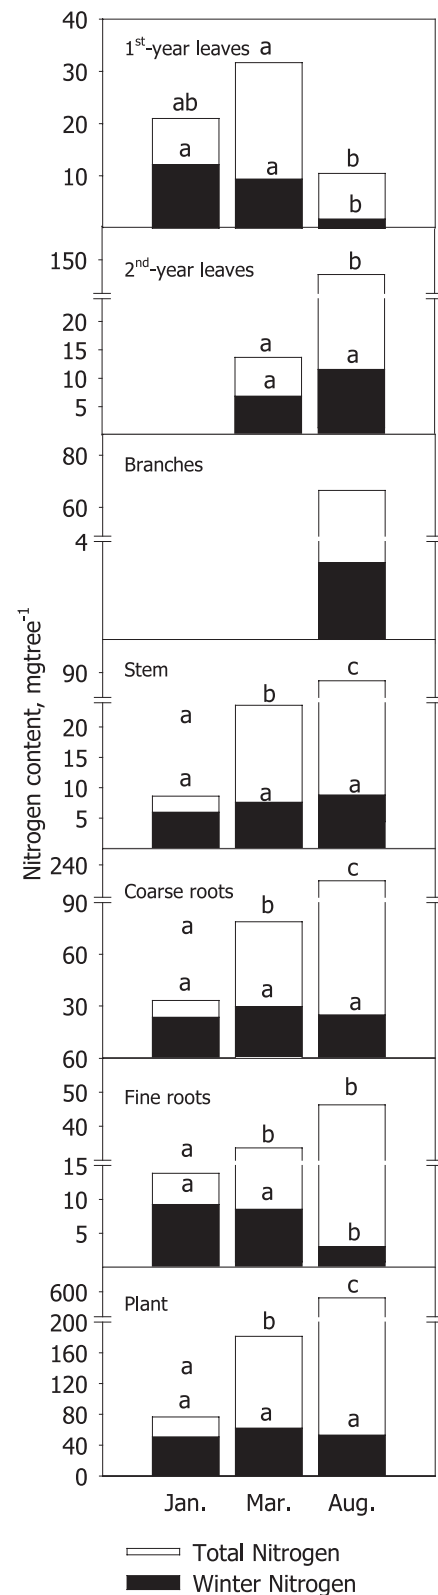 Nitrogen content, mgtree⁻¹
40
1st-year leaves
a
30
ab
20
a
a
b
10
b
150
2nd-year leaves
b
20
a
15
a
10
a
5
80
Branches
60
4
90
Stem
c
b
a
20
15
a
10
a
a
5
240
Coarse roots
c
90
b
a
60
a
a
30
a
60
50
Fine roots
b
40
b
a
15
a
10
a
5
b
600
Plant
c
200
b
160
a
120
a
80
a
a
40
0
Jan. Mar. Aug.
Total Nitrogen
Winter Nitrogen